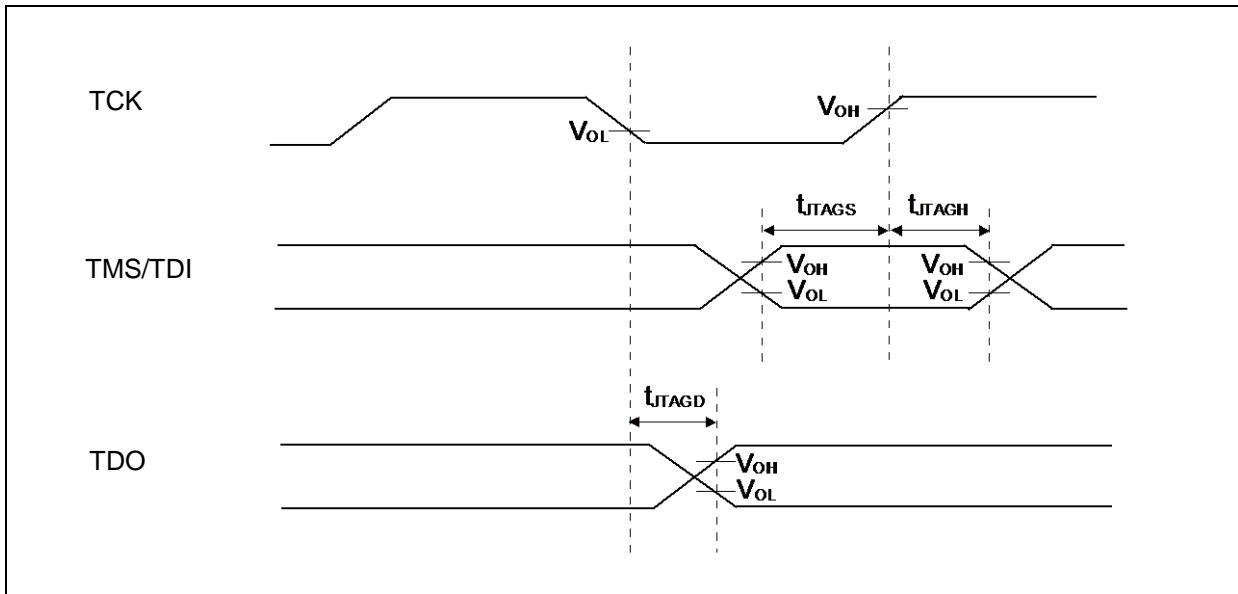 TCK
VOL
VOH
tJTAGS
tJTAGH
TMS/TDI
VOH
VOL
VOH
VOL
tJTAGD
TDO
VOH
VOL